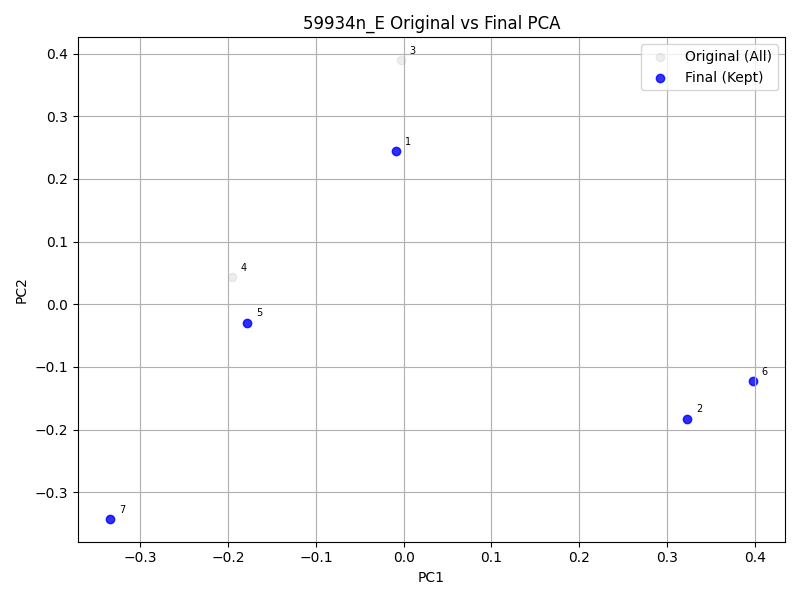 59934n_E Original vs Final PCA
Original (All)
Final (Kept)
3
1
4
5
6
2
7
PC2
0.4
0.3
0.2
0.1
0.0
−0.1
−0.2
−0.3
−0.3 −0.2 −0.1 0.0 0.1 0.2 0.3 0.4
PC1